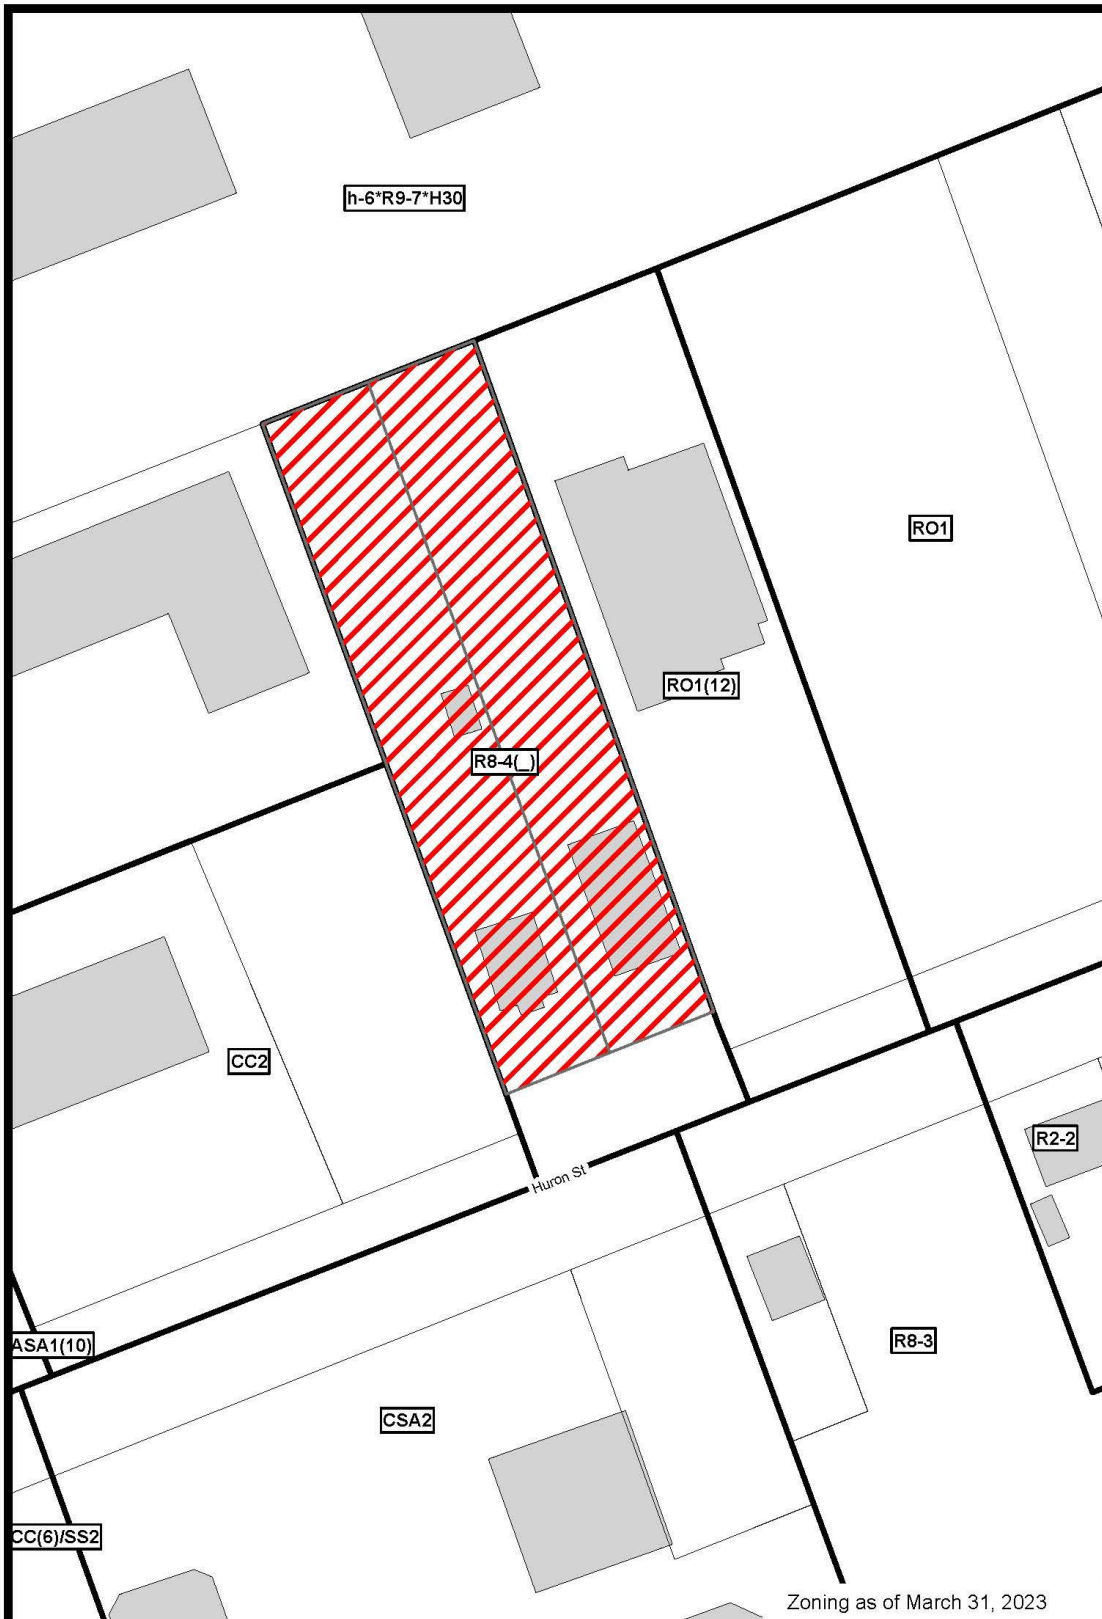 h-6*R9-7*H30
RO1
RO1(12)
R8-4(_)
CC2
R2-2
Huron St
ASA1(10)
R8-3
CSA2
CC(6)/SS2
Zoning as of March 31, 2023